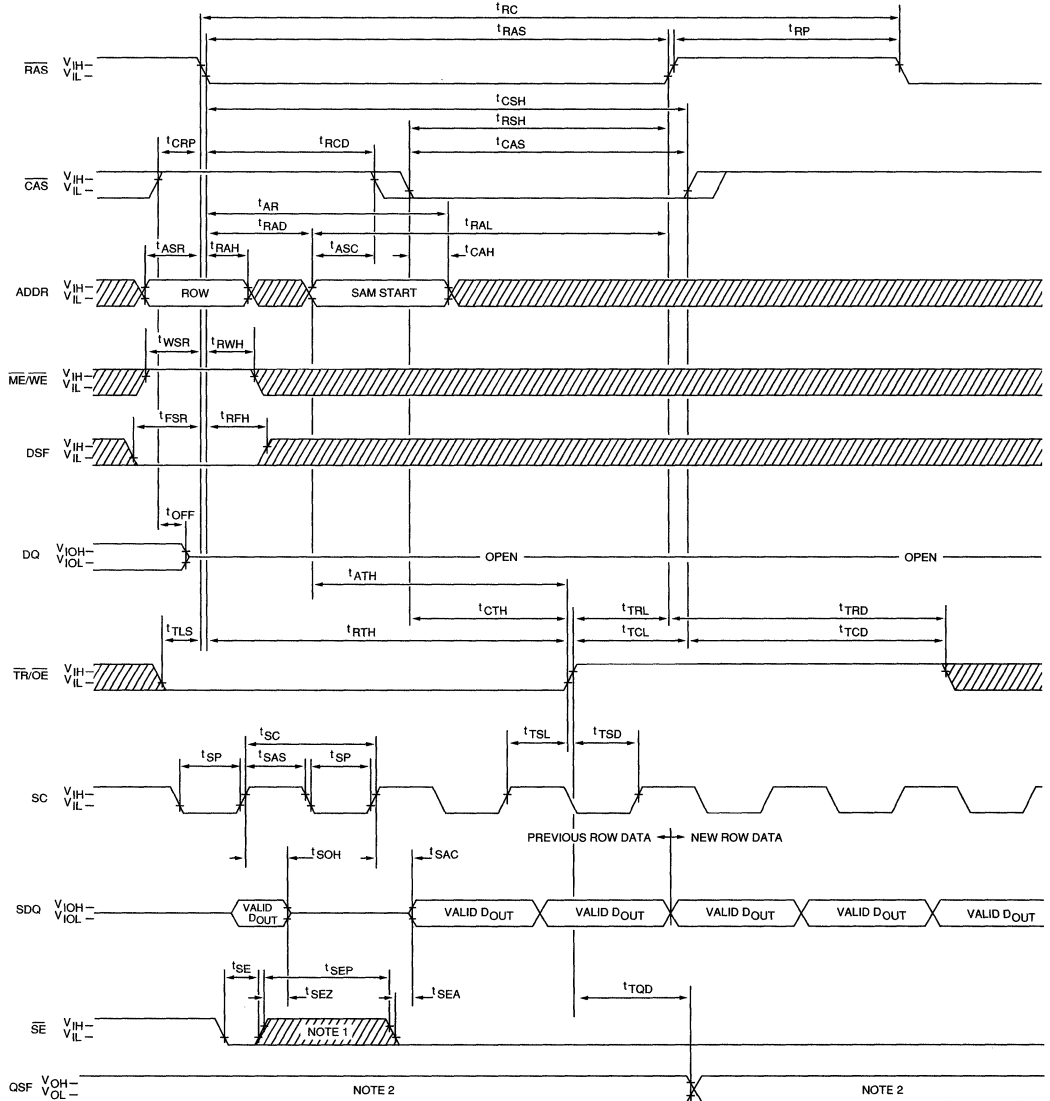 tRC
tRAS
tRP
RAS VIH VIL
tCSH
tRSH
tCRP tRCD tCAS
CAS VIH VIL
tAR
tRAD tRAL
tASR tRAH tASC tCAH
ADDR VIH VIL ROW SAM START
tWSR tRWH
ME/WE VIH VIL
tFSR tRFH
DSF VIH VIL
tOFF
DQ VIOH VIOL OPEN OPEN
tATH
tCTH tTRL tTRD
tTLS tRTH tTCL tTCD
TR/OE VIH VIL
tSC tTSL tTSD
tSP tSAS tSP
SC VIH VIL
PREVIOUS ROW DATA NEW ROW DATA
tSOH tSAC
SDQ VIOH VIOL VALID DOUT VALID DOUT VALID DOUT VALID DOUT VALID DOUT VALID DOUT
tSE tSEP
tSEZ tSEA tTQD
SE VIH VIL NOTE 1
QSF VOH VOL NOTE 2 NOTE 2